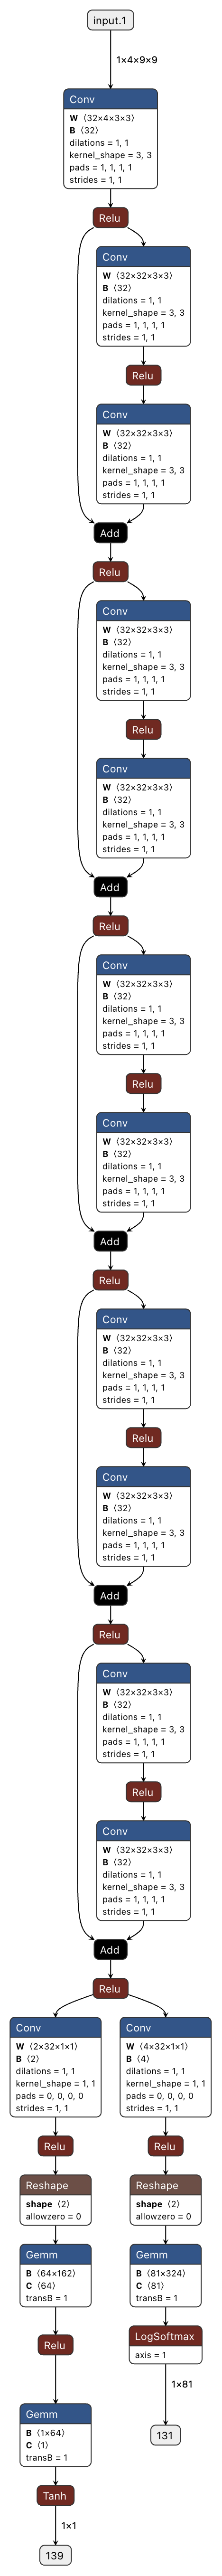 input.1
1×4×9×9
Conv
W ⟨32×4×3×3⟩
B ⟨32⟩
dilations = 1, 1
kernel_shape = 3, 3
pads = 1, 1, 1, 1
strides = 1, 1
Relu
Conv
W ⟨32×32×3×3⟩
B ⟨32⟩
dilations = 1, 1
kernel_shape = 3, 3
pads = 1, 1, 1, 1
strides = 1, 1
Relu
Conv
W ⟨32×32×3×3⟩
B ⟨32⟩
dilations = 1, 1
kernel_shape = 3, 3
pads = 1, 1, 1, 1
strides = 1, 1
Add
Relu
Conv
W ⟨32×32×3×3⟩
B ⟨32⟩
dilations = 1, 1
kernel_shape = 3, 3
pads = 1, 1, 1, 1
strides = 1, 1
Relu
Conv
W ⟨32×32×3×3⟩
B ⟨32⟩
dilations = 1, 1
kernel_shape = 3, 3
pads = 1, 1, 1, 1
strides = 1, 1
Add
Relu
Conv
W ⟨32×32×3×3⟩
B ⟨32⟩
dilations = 1, 1
kernel_shape = 3, 3
pads = 1, 1, 1, 1
strides = 1, 1
Relu
Conv
W ⟨32×32×3×3⟩
B ⟨32⟩
dilations = 1, 1
kernel_shape = 3, 3
pads = 1, 1, 1, 1
strides = 1, 1
Add
Relu
Conv
W ⟨32×32×3×3⟩
B ⟨32⟩
dilations = 1, 1
kernel_shape = 3, 3
pads = 1, 1, 1, 1
strides = 1, 1
Relu
Conv
W ⟨32×32×3×3⟩
B ⟨32⟩
dilations = 1, 1
kernel_shape = 3, 3
pads = 1, 1, 1, 1
strides = 1, 1
Add
Relu
Conv
W ⟨32×32×3×3⟩
B ⟨32⟩
dilations = 1, 1
kernel_shape = 3, 3
pads = 1, 1, 1, 1
strides = 1, 1
Relu
Conv
W ⟨32×32×3×3⟩
B ⟨32⟩
dilations = 1, 1
kernel_shape = 3, 3
pads = 1, 1, 1, 1
strides = 1, 1
Add
Relu
Conv
W ⟨2×32×1×1⟩
B ⟨2⟩
dilations = 1, 1
kernel_shape = 1, 1
pads = 0, 0, 0, 0
strides = 1, 1
Relu
Reshape
shape ⟨2⟩
allowzero = 0
Gemm
B ⟨64×162⟩
C ⟨64⟩
transB = 1
Relu
Gemm
B ⟨1×64⟩
C ⟨1⟩
transB = 1
Tanh
1×1
139
Conv
W ⟨4×32×1×1⟩
B ⟨4⟩
dilations = 1, 1
kernel_shape = 1, 1
pads = 0, 0, 0, 0
strides = 1, 1
Relu
Reshape
shape ⟨2⟩
allowzero = 0
Gemm
B ⟨81×324⟩
C ⟨81⟩
transB = 1
LogSoftmax
axis = 1
1×81
131